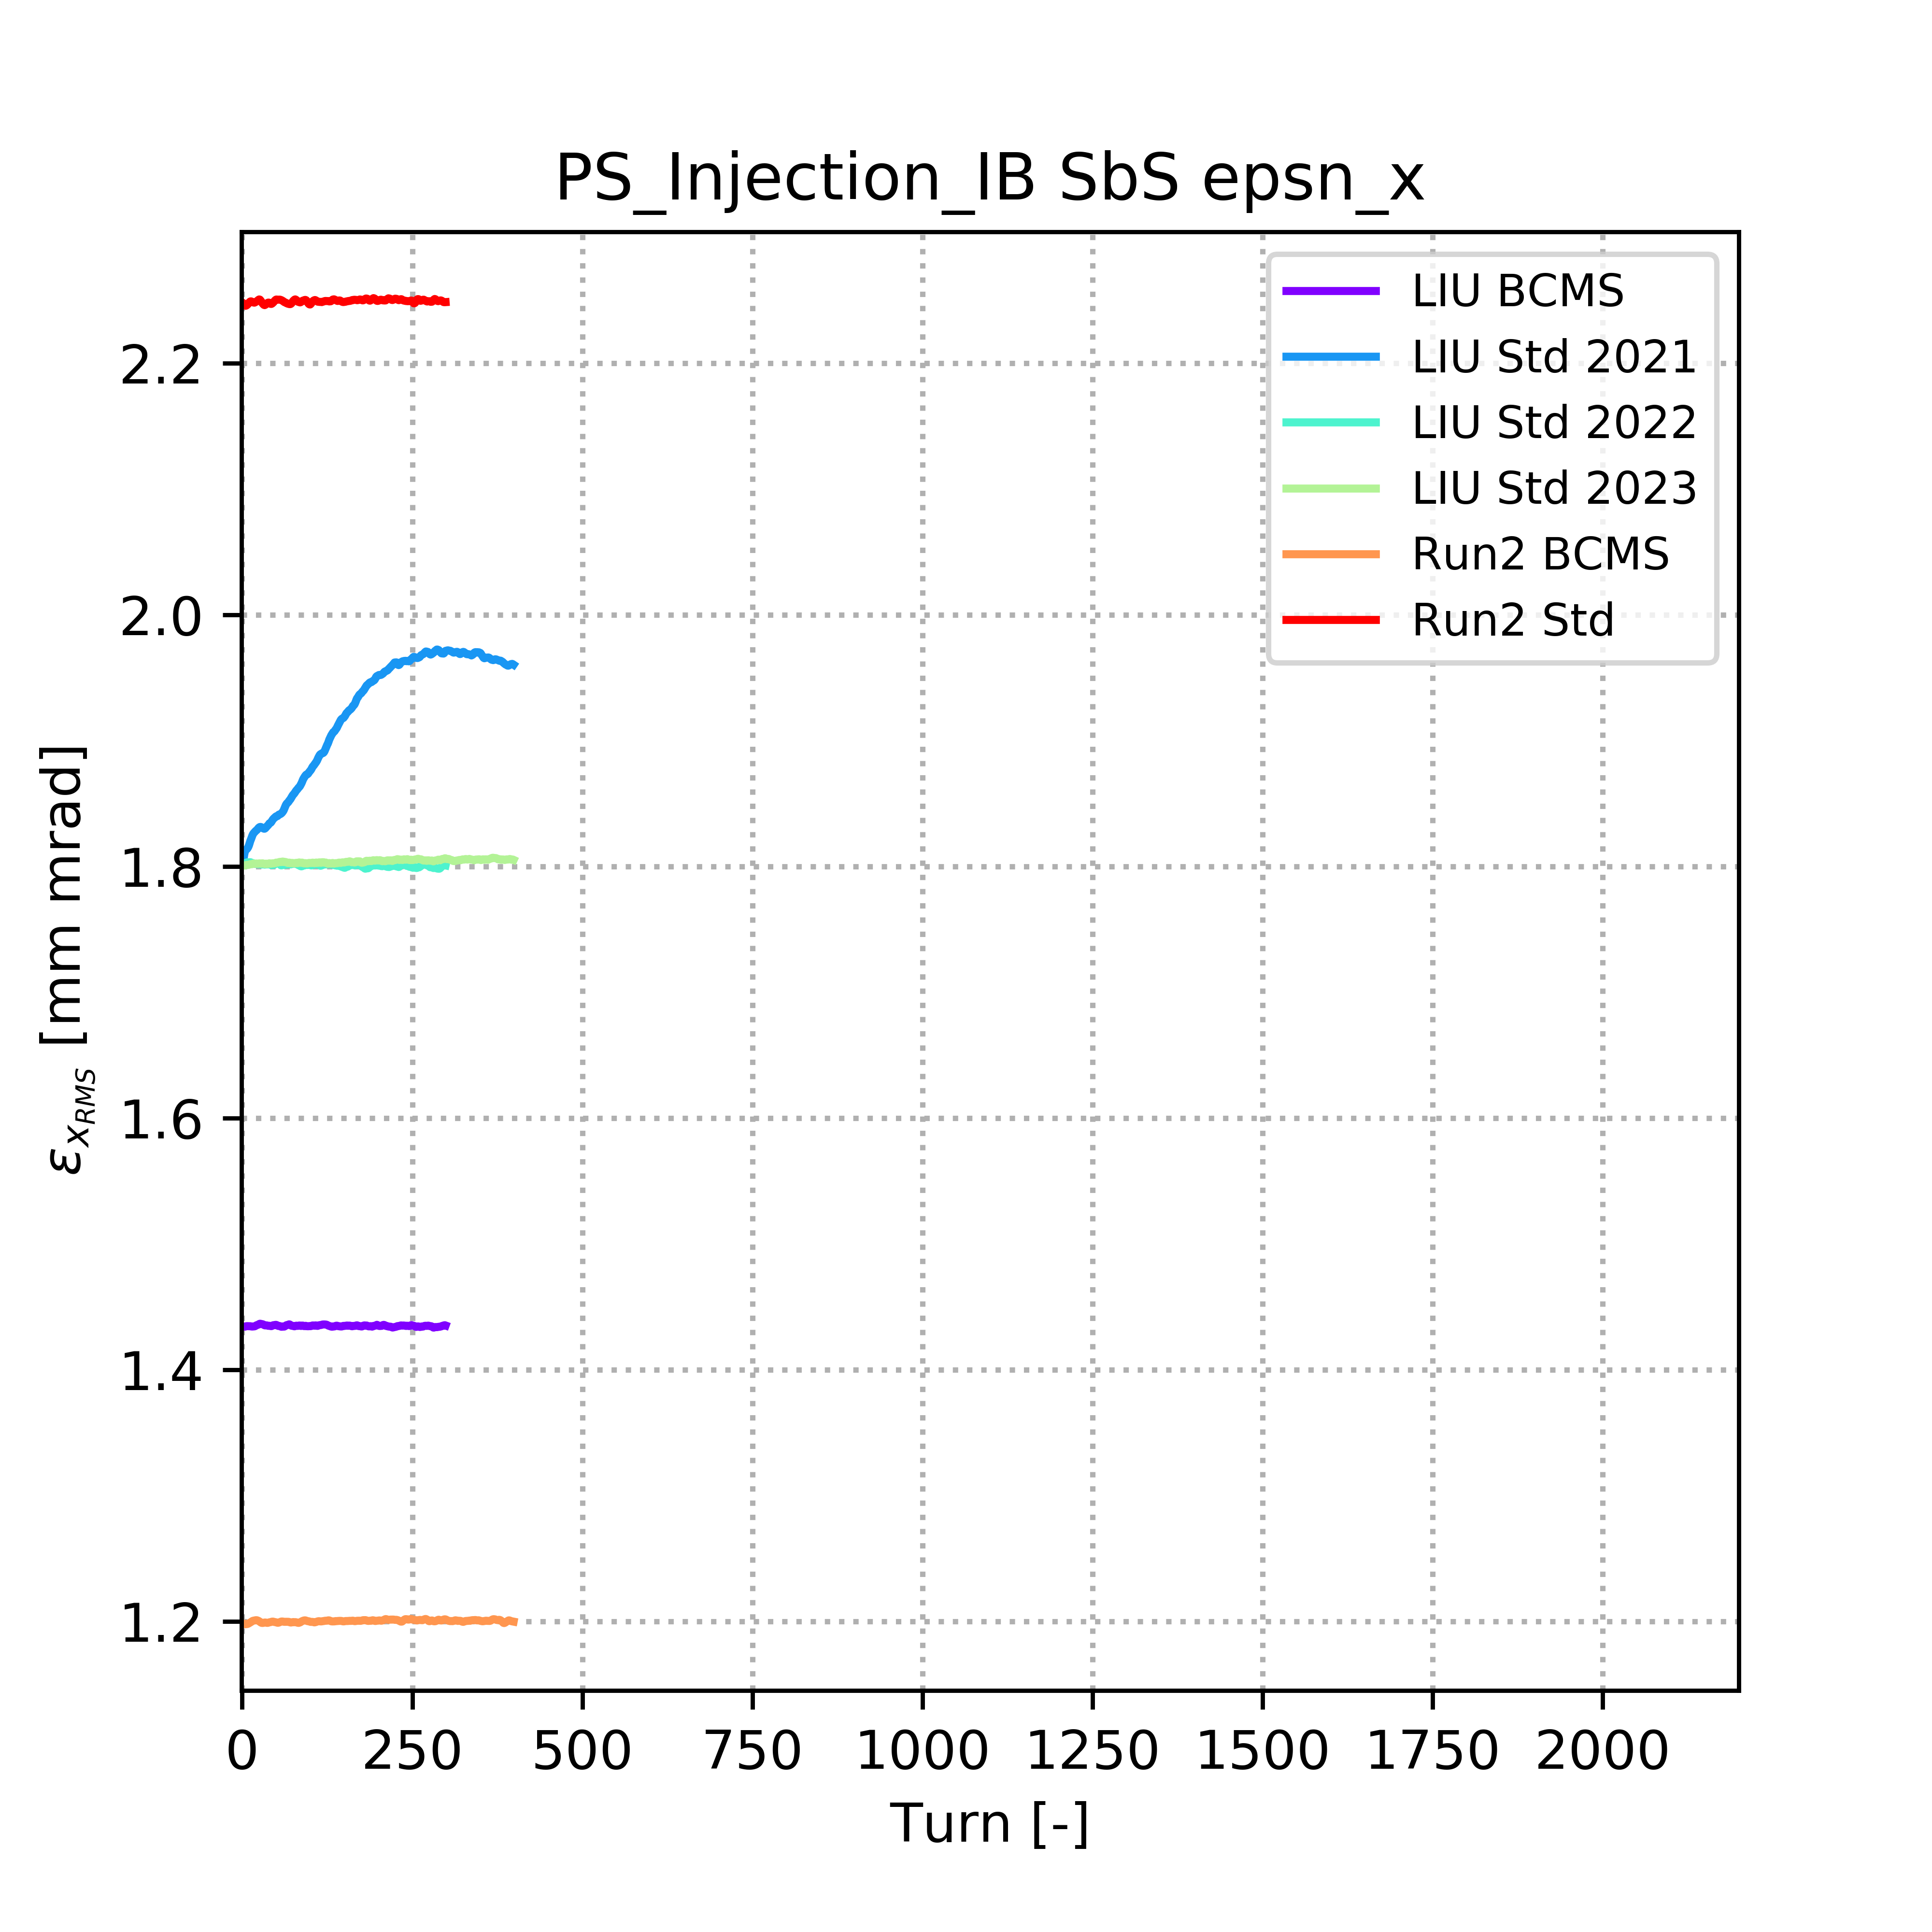 PS_Injection_IB SbS epsn_x
LIU BCMS
LIU Std 2021
LIU Std 2022
LIU Std 2023
Run2 BCMS
Run2 Std
2.2
2.0
1.8
1.6
1.4
1.2
ε_{x_{RMS}} [mm mrad]
0 250 500 750 1000 1250 1500 1750 2000
Turn [-]